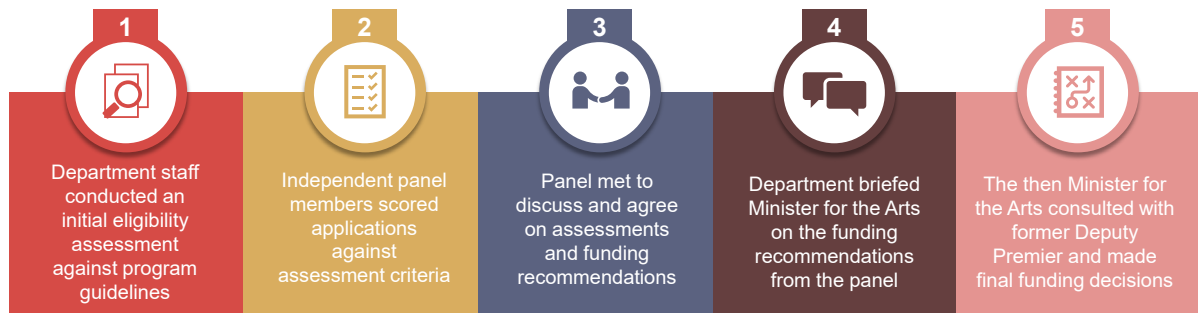 1
Department staff
conducted an
initial eligibility
assessment
against program
guidelines
2
Independent panel
members scored
applications
against
assessment criteria
3
Panel met to
discuss and agree
on assessments
and funding
recommendations
4
Department briefed
Minister for the Arts
on the funding
recommendations
from the panel
5
The then Minister for
the Arts consulted with
former Deputy
Premier and made
final funding decisions